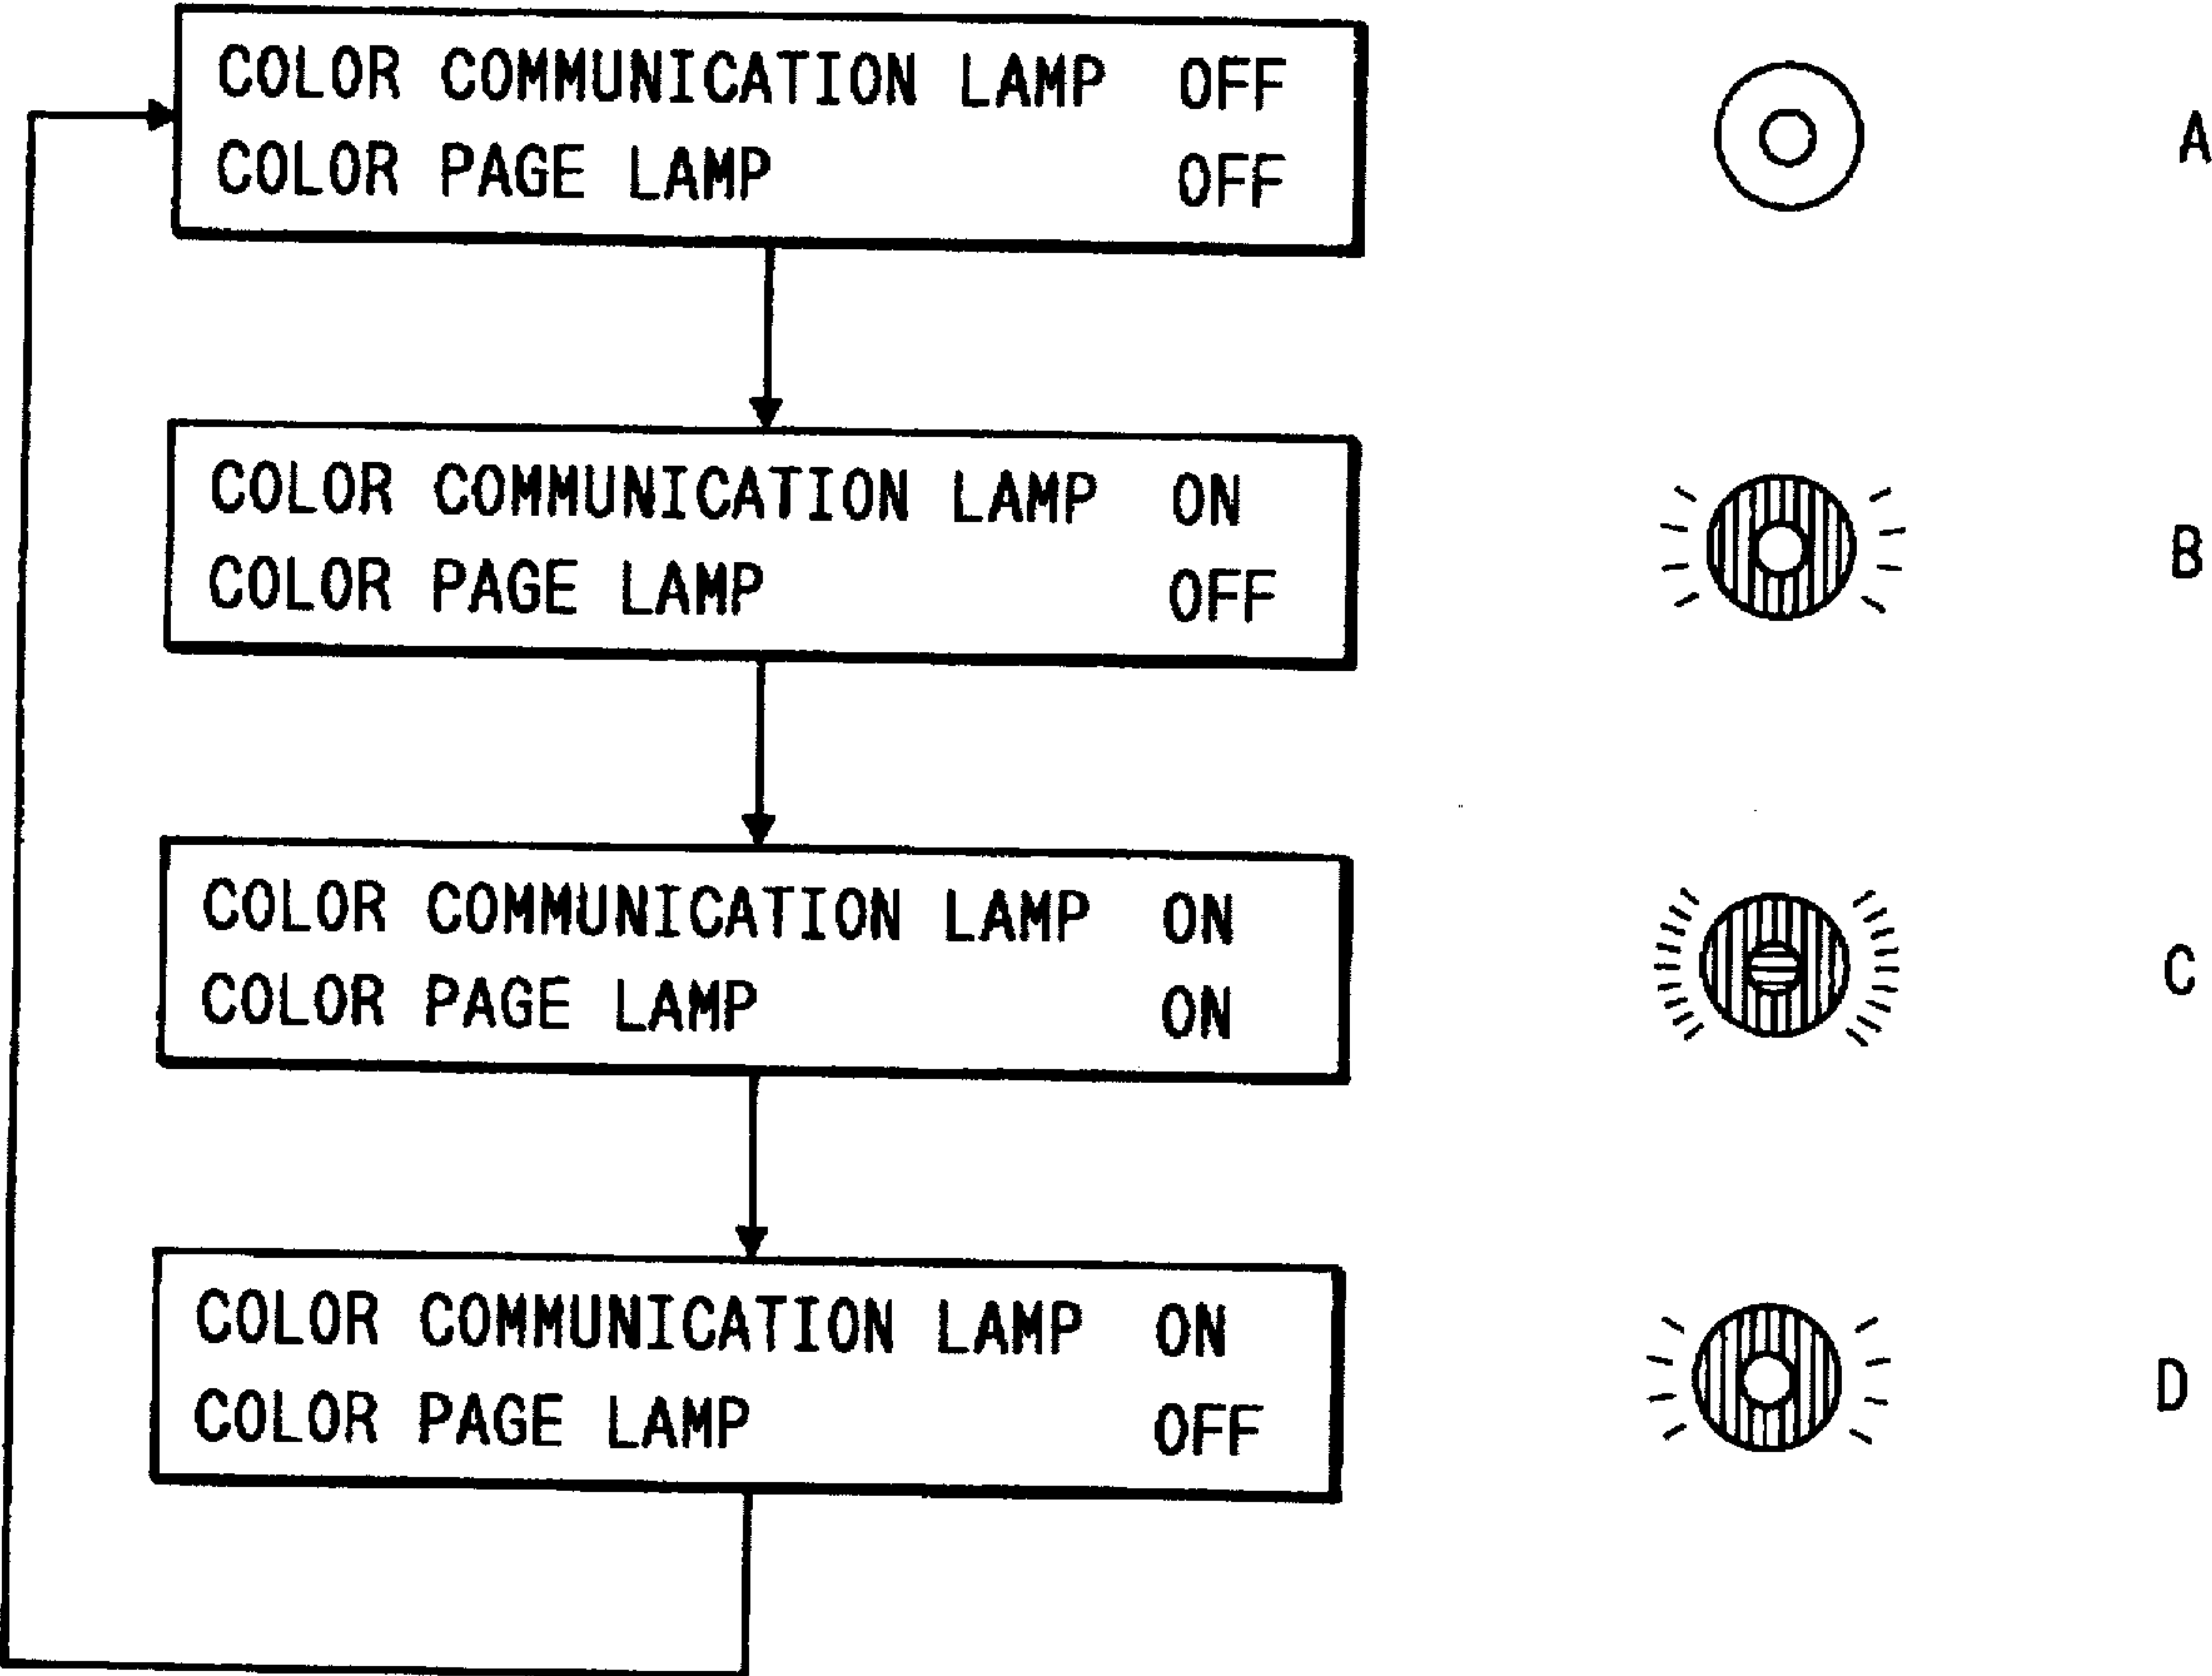 COLOR COMMUNICATION LAMP OFF
COLOR PAGE LAMP OFF
A
COLOR COMMUNICATION LAMP ON
COLOR PAGE LAMP OFF
B
COLOR COMMUNICATION LAMP ON
COLOR PAGE LAMP ON
C
COLOR COMMUNICATION LAMP ON
COLOR PAGE LAMP OFF
D